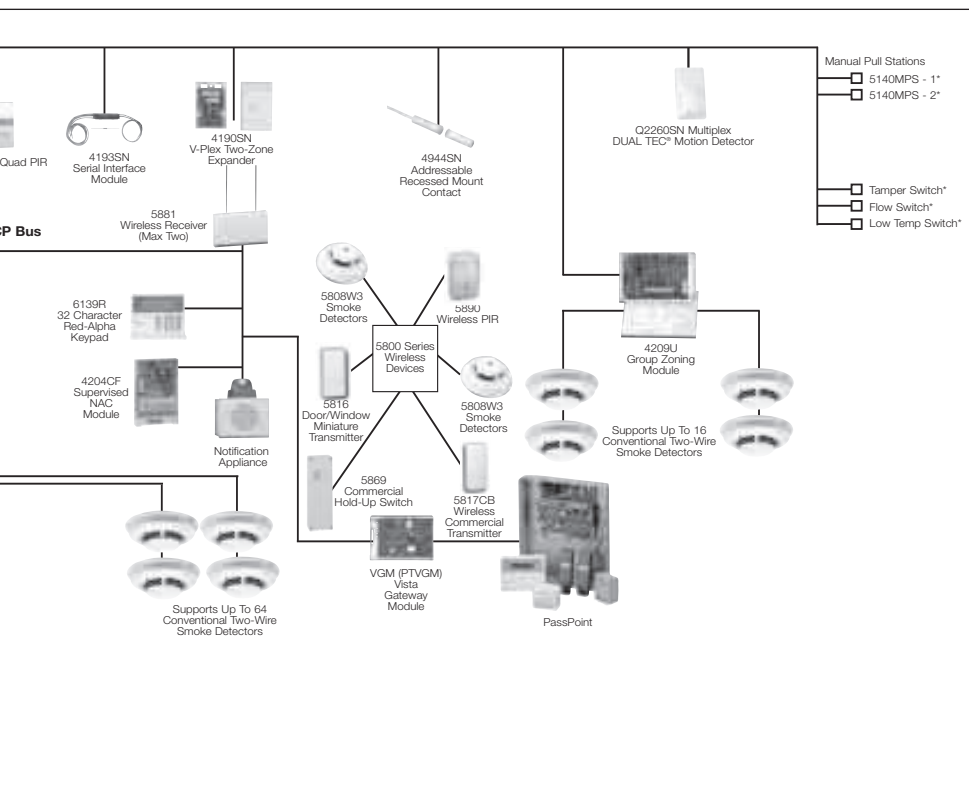 Manual Pull Stations
5140MPS - 1*
5140MPS - 2*
Q2260SN Multiplex
DUAL TEC® Motion Detector
4190SN
V-Plex Two-Zone
Expander
Quad PIR
4193SN
Serial Interface
Module
4944SN
Addressable
Recessed Mount
Contact
Tamper Switch*
Flow Switch*
Low Temp Switch*
5881
Wireless Receiver
(Max Two)
CP Bus
5808W3
Smoke
Detectors
5890
Wireless PIR
6139R
32 Character
Red-Alpha
Keypad
5800 Series
Wireless
Devices
4209U
Group Zoning
Module
4204CF
Supervised
NAC
Module
5816
Door/Window
Miniature
Transmitter
5808W3
Smoke
Detectors
Supports Up To 16
Conventional Two-Wire
Smoke Detectors
Notification
Appliance
5869
Commercial
Hold-Up Switch
5817CB
Wireless
Commercial
Transmitter
VGM (PTVGM)
Vista
Gateway
Module
PassPoint
Supports Up To 64
Conventional Two-Wire
Smoke Detectors